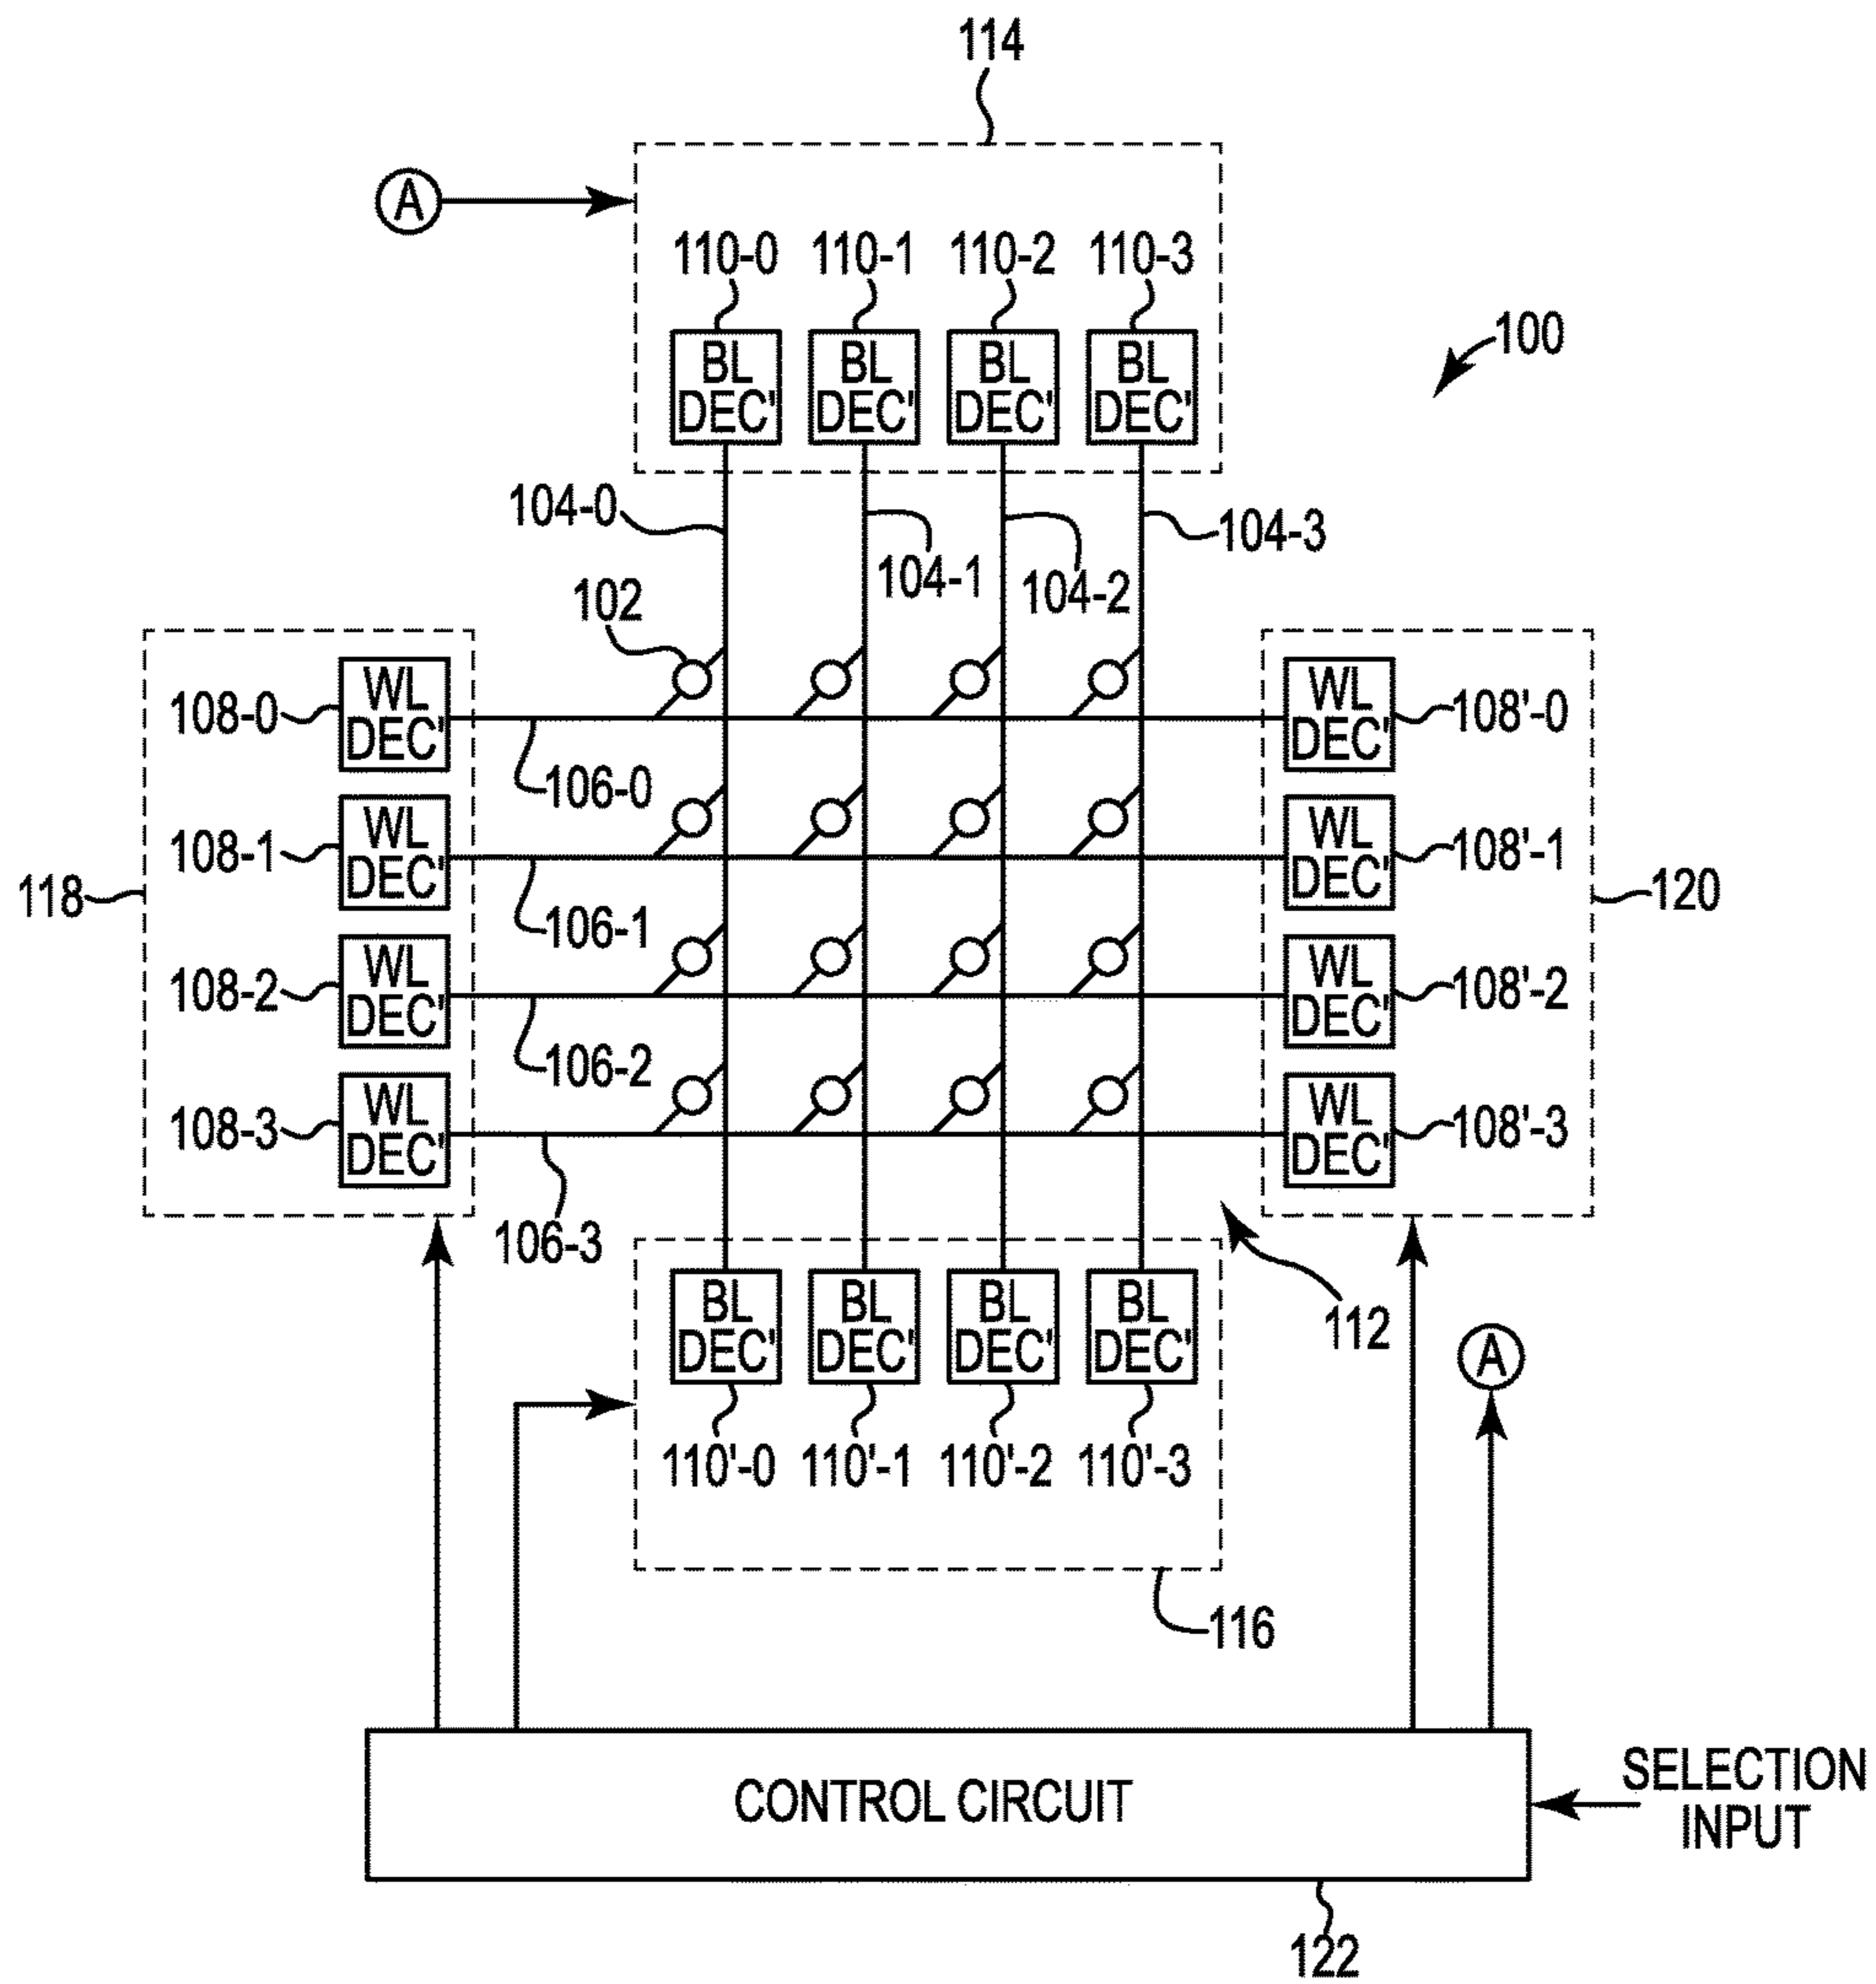 114
A
110-0 110-1 110-2 110-3
100
BL DEC' BL DEC' BL DEC' BL DEC'
104-0
104-1
104-2
104-3
102
108-0
WL DEC'
106-0
WL DEC'
108'-0
108-1
WL DEC'
106-1
WL DEC'
108'-1
118
120
108-2
WL DEC'
106-2
WL DEC'
108'-2
108-3
WL DEC'
106-3
WL DEC'
108'-3
112
A
BL DEC' BL DEC' BL DEC' BL DEC'
110'-0 110'-1 110'-2 110'-3
116
CONTROL CIRCUIT
SELECTION
INPUT
122